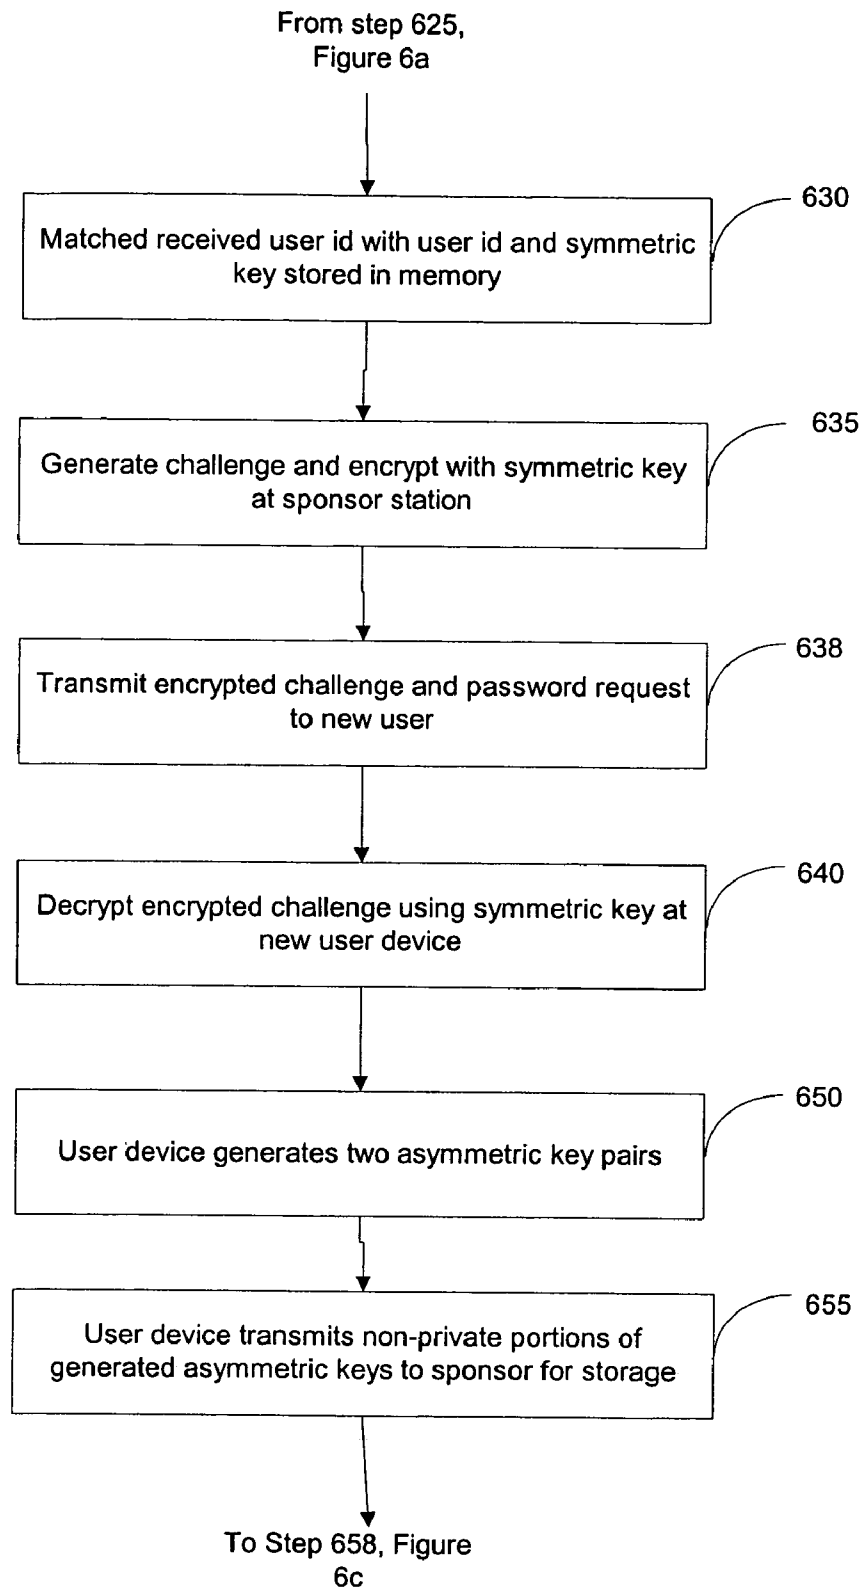 From step 625,
Figure 6a
630
Matched received user id with user id and symmetric
key stored in memory
635
Generate challenge and encrypt with symmetric key
at sponsor station
638
Transmit encrypted challenge and password request
to new user
640
Decrypt encrypted challenge using symmetric key at
new user device
650
User device generates two asymmetric key pairs
655
User device transmits non-private portions of
generated asymmetric keys to sponsor for storage
To Step 658, Figure
6c